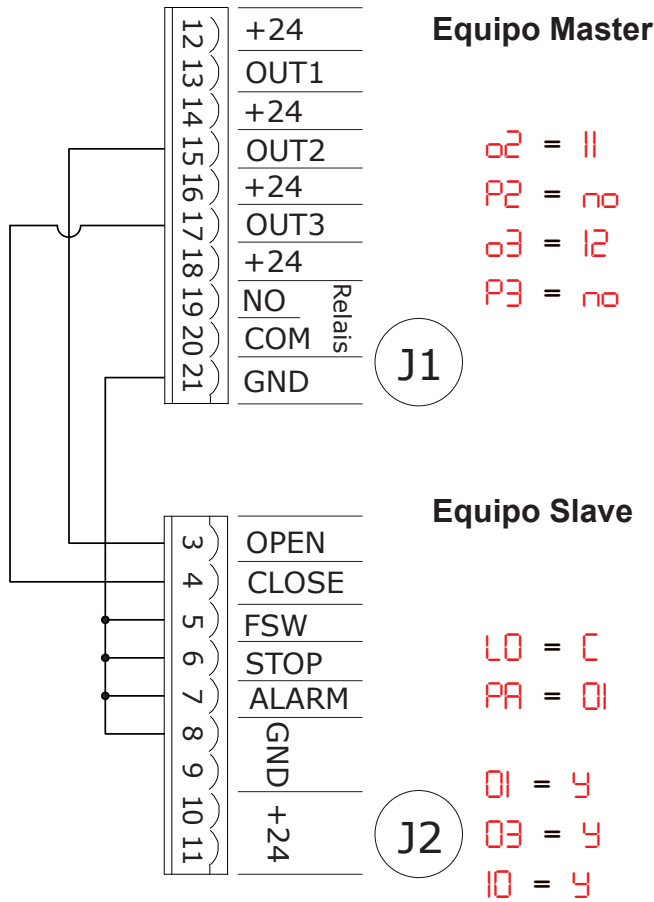 Equipo Master
12 +24
13 OUT1
14 +24
15 OUT2
16 +24
17 OUT3
18 +24
19 NO
20 COM
Relais
21 GND
J1
o2 = 11
P2 = no
o3 = 12
P3 = no
Equipo Slave
3 OPEN
4 CLOSE
5 FSW
6 STOP
7 ALARM
8
9
GND
10
11
+24
J2
LO = C
PA = 01
01 = Y
03 = Y
10 = Y